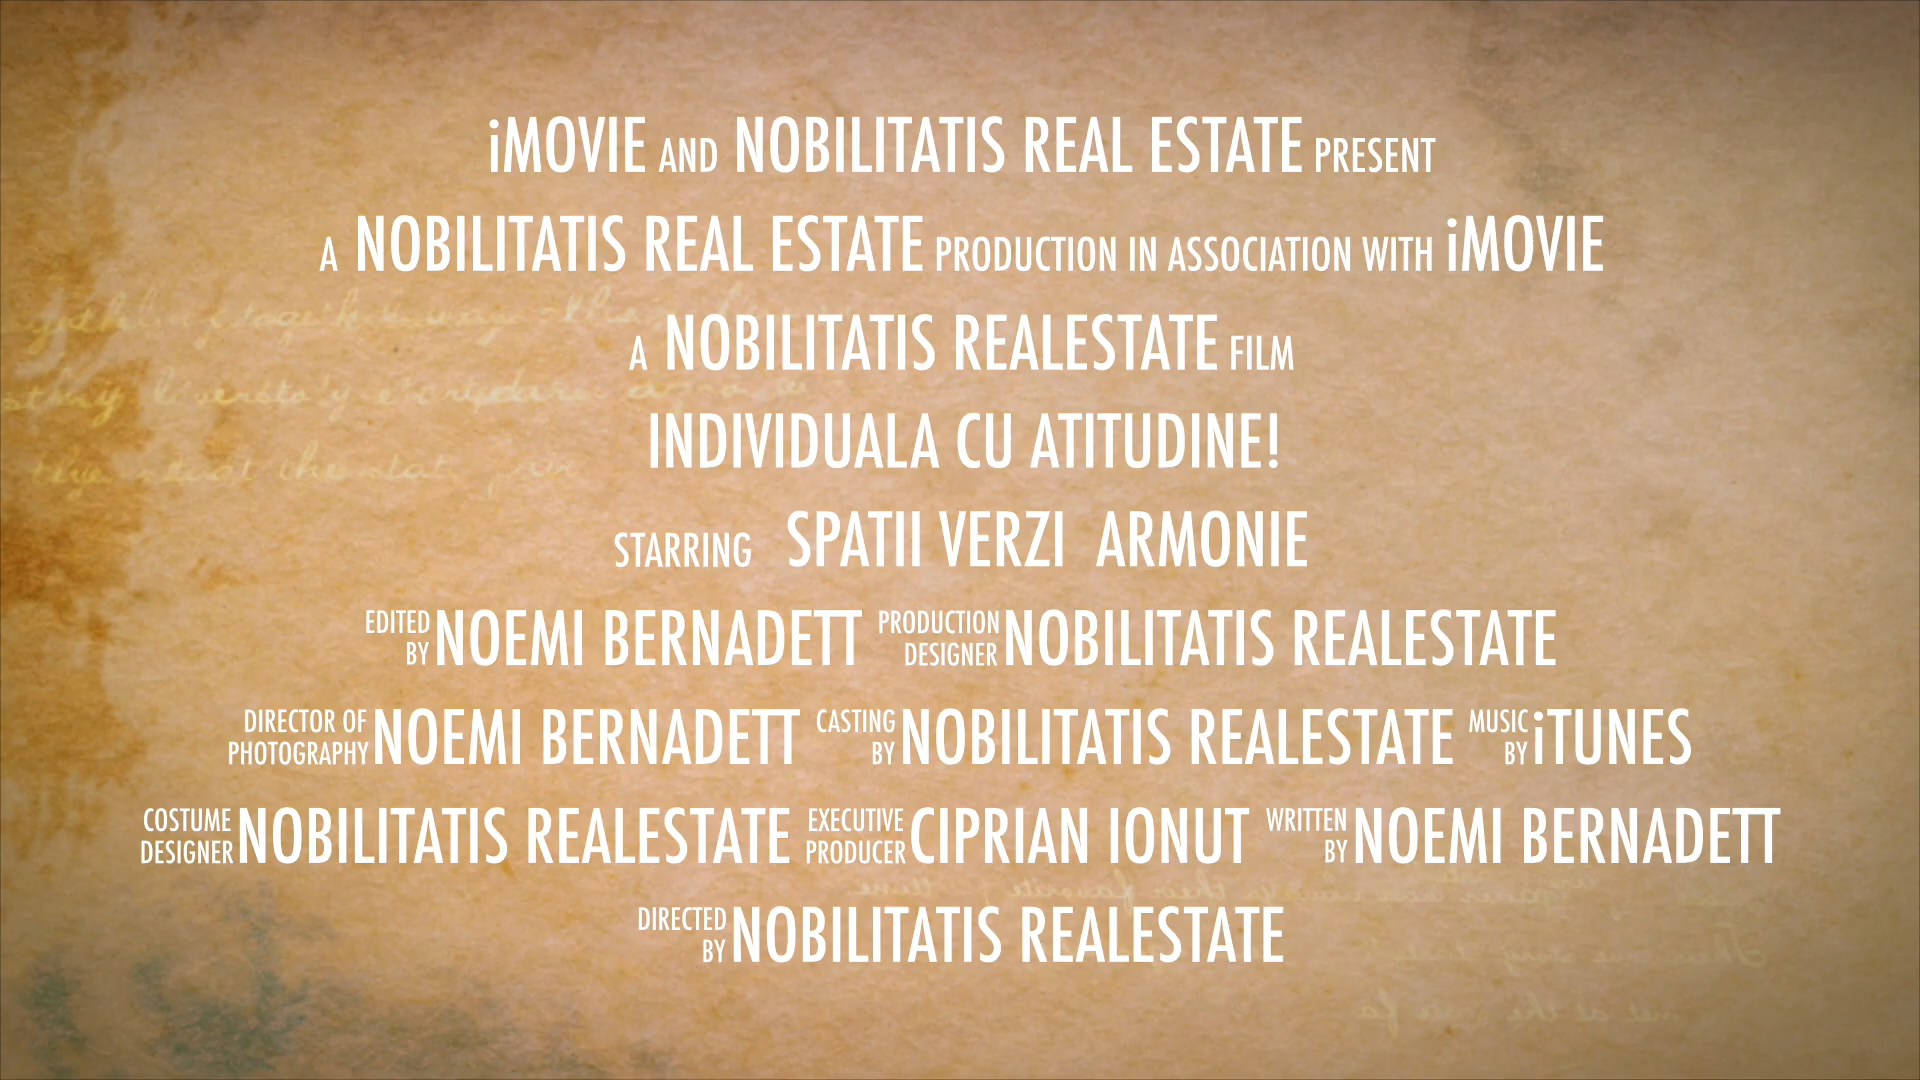 iMOVIE AND NOBILITATIS REAL ESTATE PRESENT
A NOBILITATIS REAL ESTATE PRODUCTION IN ASSOCIATION WITH iMOVIE
A NOBILITATIS REALESTATE FILM
INDIVIDUALA CU ATITUDINE!
STARRING SPATII VERZI ARMONIE
EDITED BY NOEMI BERNADETT PRODUCTION DESIGNER NOBILITATIS REALESTATE
DIRECTOR OF PHOTOGRAPHY NOEMI BERNADETT CASTING BY NOBILITATIS REALESTATE MUSIC BY iTUNES
COSTUME DESIGNER NOBILITATIS REALESTATE EXECUTIVE PRODUCER CIPRIAN IONUT WRITTEN BY NOEMI BERNADETT
DIRECTED BY NOBILITATIS REALESTATE